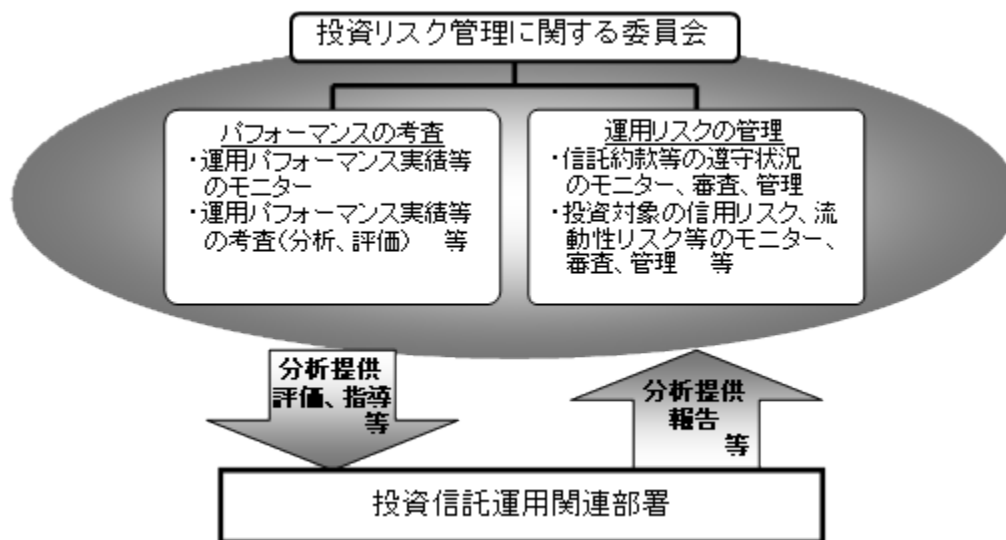 投資リスク管理に関する委員会
パフォーマンスの考査
・運用パフォーマンス実績等
のモニター
・運用パフォーマンス実績等
の考査(分析、評価) 等
運用リスクの管理
・信託約款等の遵守状況
のモニター、審査、管理
・投資対象の信用リスク、流
動性リスク等のモニター、
審査、管理 等
分析提供
評価、指導
等
分析提供
報告
等
投資信託運用関連部署